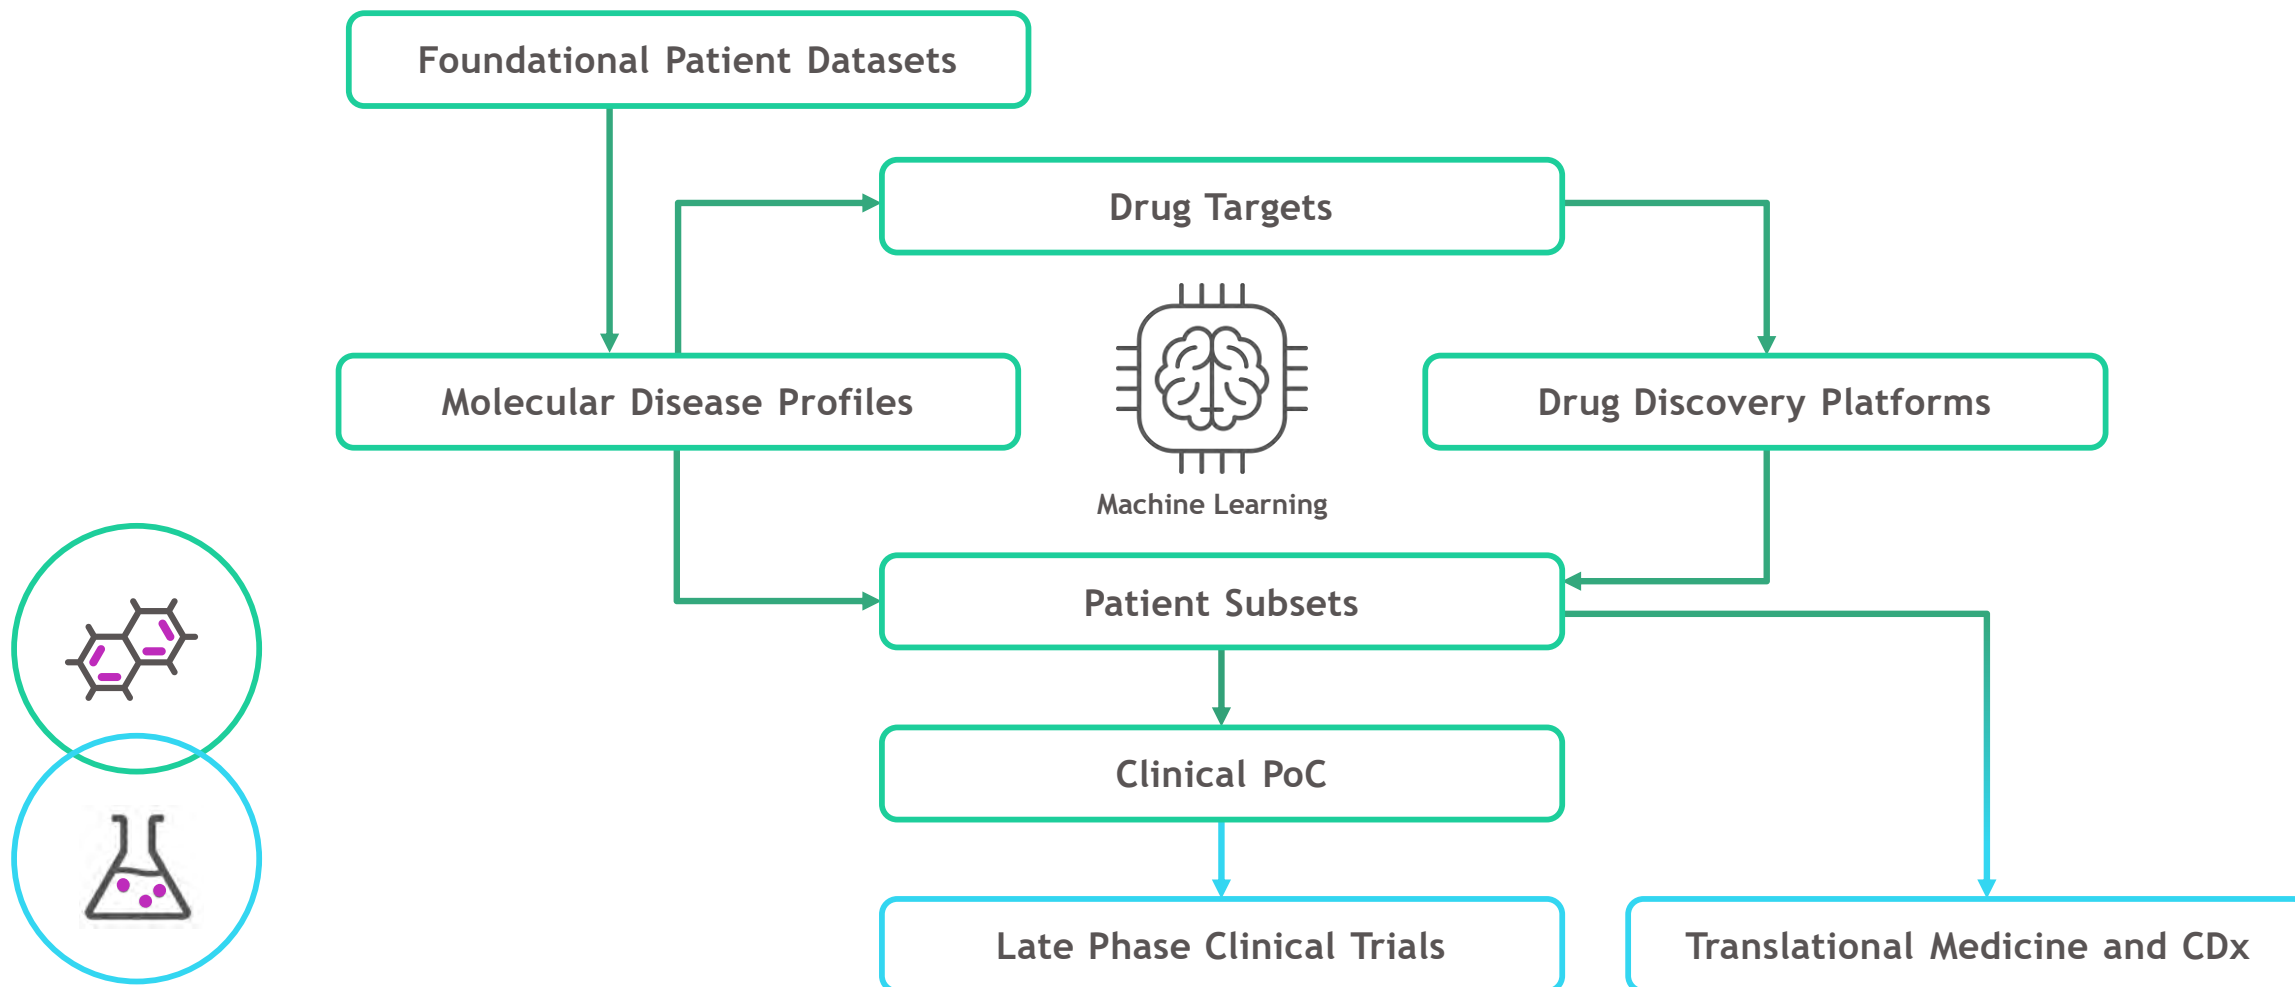 Foundational Patient Datasets
Drug Targets
Molecular Disease Profiles
Drug Discovery Platforms
Machine Learning
Patient Subsets
Clinical PoC
Late Phase Clinical Trials
Translational Medicine and CDx